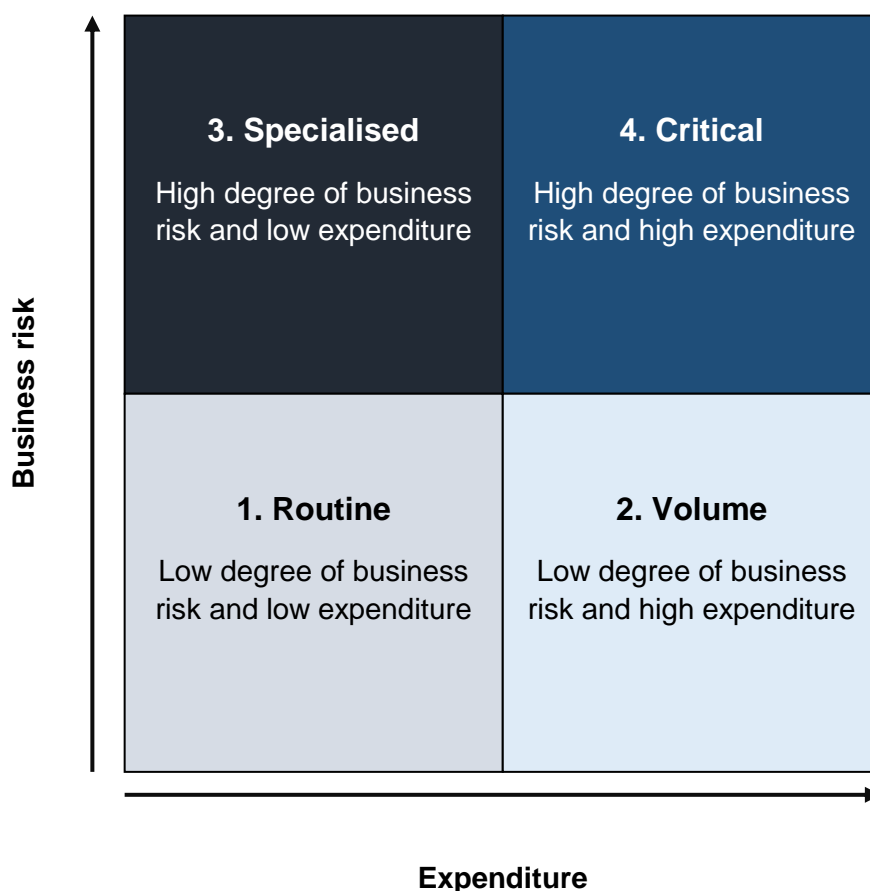 3. Specialised
High degree of business
risk and low expenditure
4. Critical
High degree of business
risk and high expenditure
Business risk
1. Routine
Low degree of business
risk and low expenditure
2. Volume
Low degree of business
risk and high expenditure
Expenditure